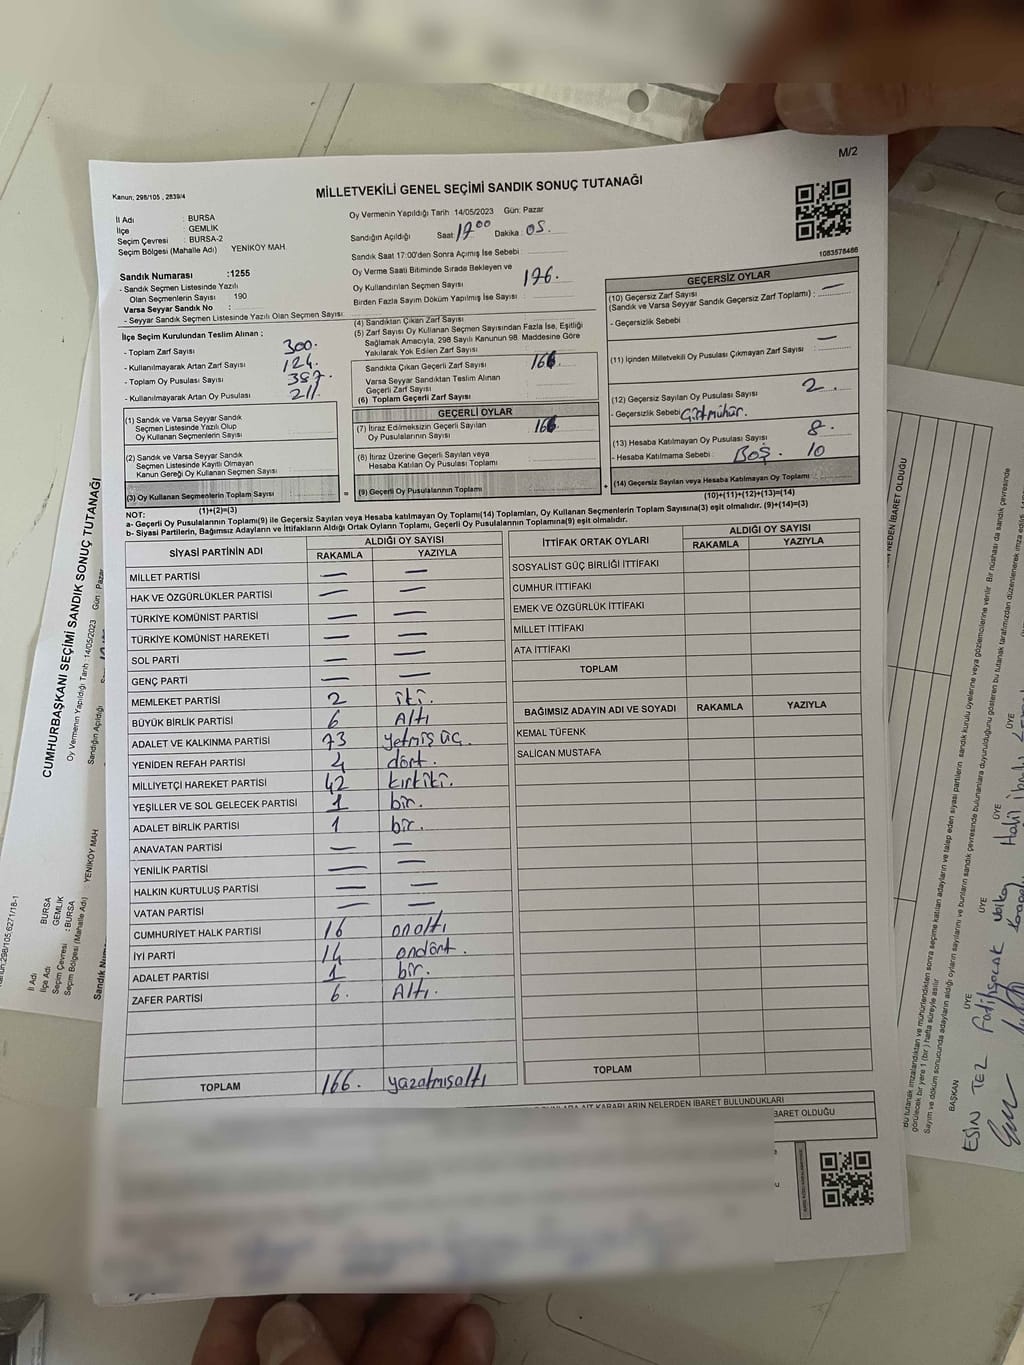 M/2
Kanun, 298/105 , 2839/4
MİLLETVEKİLİ GENEL SEÇİMİ SANDIK SONUÇ TUTANAĞI
İl Adı : BURSA
İlçe : GEMLİK
Seçim Çevresi : BURSA-2
Seçim Bölgesi (Mahalle Adı) YENİKÖY MAH.
Sandık Numarası :1255
- Sandık Seçmen Listesinde Yazılı
Olan Seçmenlerin Sayısı : 190
Varsa Seyyar Sandık No :
- Seyyar Sandık Seçmen Listesinde Yazılı Olan Seçmen Sayısı
Oy Vermenin Yapıldığı Tarih 14/05/2023 Gün: Pazar
Sandığın Açıldığı Saat 17⁰⁰ Dakika 05.
Sandık Saat 17:00'den Sonra Açımış İse Sebebi
Oy Verme Saati Bitiminde Sırada Bekleyen ve
Oy Kullandırılan Seçmen Sayısı 176.
Birden Fazla Sayım Döküm Yapılmış İse Sayısı
1083578486
İlçe Seçim Kurulundan Teslim Alınan ;
- Toplam Zarf Sayısı 300.
- Kullanılmayarak Artan Zarf Sayısı 124.
- Toplam Oy Pusulası Sayısı 387.
- Kullanılmayarak Artan Oy Pusulası 211.
(1) Sandık ve Varsa Seyyar Sandık
Seçmen Listesinde Yazılı Olup
Oy Kullanan Seçmenlerin Sayısı
(2) Sandık ve Varsa Seyyar Sandık
Seçmen Listesinde Kayıtlı Olmayan
Kanun Gereği Oy Kullanan Seçmen Sayısı
(3) Oy Kullanan Seçmenlerin Toplam Sayısı
(1)+(2)=(3)
(4) Sandıktan Çıkan Zarf Sayısı
(5) Zarf Sayısı Oy Kullanan Seçmen Sayısından Fazla İse, Eşitliği
Sağlamak Amacıyla, 298 Sayılı Kanunun 98. Maddesine Göre
Yakılarak Yok Edilen Zarf Sayısı
Sandıkta Çıkan Geçerli Zarf Sayısı 166.
Varsa Seyyar Sandıktan Teslim Alınan
Geçerli Zarf Sayısı
(6) Toplam Geçerli Zarf Sayısı
GEÇERLİ OYLAR
(7) İtiraz Edilmeksizin Geçerli Sayılan
Oy Pusulalarının Sayısı 166.
(8) İtiraz Üzerine Geçerli Sayılan veya
Hesaba Katılan Oy Pusulası Toplamı
= (9) Geçerli Oy Pusulalarının Toplamı
GEÇERSİZ OYLAR
(10) Geçersiz Zarf Sayısı
(Sandık ve Varsa Seyyar Sandık Geçersiz Zarf Toplamı) : —
- Geçersizlik Sebebi
(11) İçinden Milletvekili Oy Pusulası Çıkmayan Zarf Sayısı —
(12) Geçersiz Sayılan Oy Pusulası Sayısı 2.
- Geçersizlik Sebebi
(13) Hesaba Katılmayan Oy Pusulası Sayısı 8.
- Hesaba Katılmama Sebebi : Boş. 10
+ (14) Geçersiz Sayılan veya Hesaba Katılmayan Oy Toplamı
(10)+(11)+(12)+(13)=(14)
NOT:
a- Geçerli Oy Pusulalarının Toplamı(9) ile Geçersiz Sayılan veya Hesaba katılmayan Oy Toplamı(14) Toplamları, Oy Kullanan Seçmenlerin Toplam Sayısına(3) eşit olmalıdır. (9)+(14)=(3)
b- Siyasi Partilerin, Bağımsız Adayların ve İttifakların Aldığı Ortak Oyların Toplamı, Geçerli Oy Pusulalarının Toplamına(9) eşit olmalıdır.
SİYASİ PARTİNİN ADI ALDIĞI OY SAYISI
RAKAMLA YAZIYLA
MİLLET PARTİSİ — —
HAK VE ÖZGÜRLÜKLER PARTİSİ — —
TÜRKİYE KOMÜNİST PARTİSİ — —
TÜRKİYE KOMÜNİST HAREKETİ — —
SOL PARTİ — —
GENÇ PARTİ — —
MEMLEKET PARTİSİ 2 iki.
BÜYÜK BİRLİK PARTİSİ 6 Altı
ADALET VE KALKINMA PARTİSİ 73 yetmiş üç.
YENİDEN REFAH PARTİSİ 4 dört.
MİLLİYETÇİ HAREKET PARTİSİ 42 kırkiki.
YEŞİLLER VE SOL GELECEK PARTİSİ 1 bir.
ADALET BİRLİK PARTİSİ 1 bir.
ANAVATAN PARTİSİ — —
YENİLİK PARTİSİ — —
HALKIN KURTULUŞ PARTİSİ — —
VATAN PARTİSİ — —
CUMHURİYET HALK PARTİSİ 16 onaltı
İYİ PARTİ 14 ondört.
ADALET PARTİSİ 1 bir.
ZAFER PARTİSİ 6. Altı.
TOPLAM 166. yüzatmışaltı
İTTİFAK ORTAK OYLARI ALDIĞI OY SAYISI
RAKAMLA YAZIYLA
SOSYALİST GÜÇ BİRLİĞİ İTTİFAKI
CUMHUR İTTİFAKI
EMEK VE ÖZGÜRLÜK İTTİFAKI
MİLLET İTTİFAKI
ATA İTTİFAKI
TOPLAM
BAĞIMSIZ ADAYIN ADI VE SOYADI RAKAMLA YAZIYLA
KEMAL TÜFENK
SALİCAN MUSTAFA
TOPLAM
KARARLARIN NELERDEN İBARET BULUNDUKLARI
BARET OLDUĞU
CUMHURBAŞKANI SEÇİMİ SANDIK SONUÇ TUTANAĞI
Oy Vermenin Yapıldığı Tarih :14/05/2023 Gün : Pazar
Sandığın Açıldığı
298/105,6271/18-1
İl Adı BURSA
İlçe Adı GEMLİK
Seçim Çevresi : BURSA
Seçim Bölgesi (Mahalle Adı) : YENİKÖY MAH
NEDEN İBARET OLDUĞU
BAŞKAN
ESİN TEZ
ÜYE
ÜYE
ÜYE
ÜYE